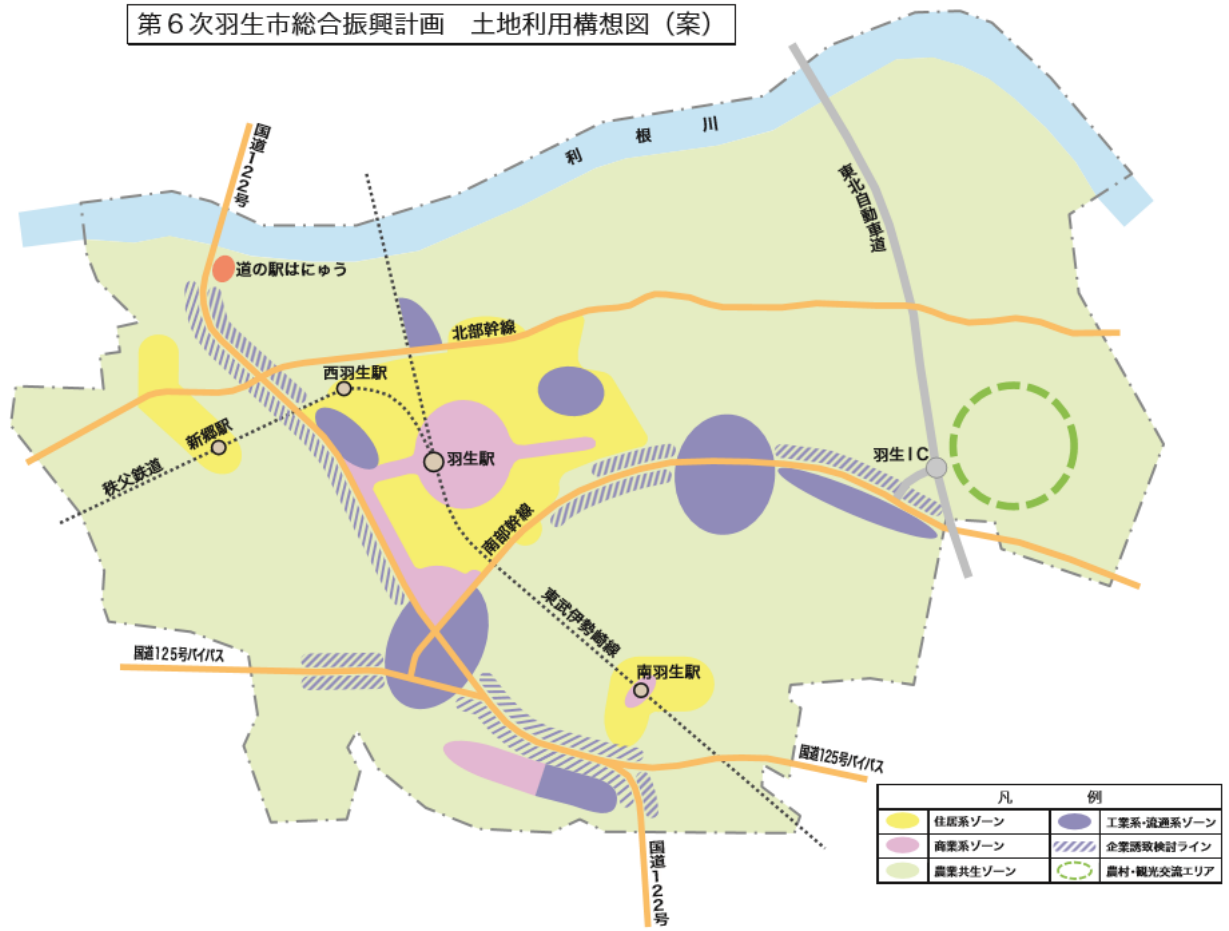 第６次羽生市総合振興計画　土地利用構想図（案）
国道122号
利根川
東北自動車道
道の駅はにゅう
北部幹線
西羽生駅
新郷駅
秩父鉄道
羽生駅
羽生ＩＣ
南部幹線
東武伊勢崎線
国道125号バイパス
南羽生駅
国道125号バイパス
国道122号
凡　例
住居系ゾーン　工業系・流通系ゾーン
商業系ゾーン　企業誘致検討ライン
農業共生ゾーン　農村・観光交流エリア